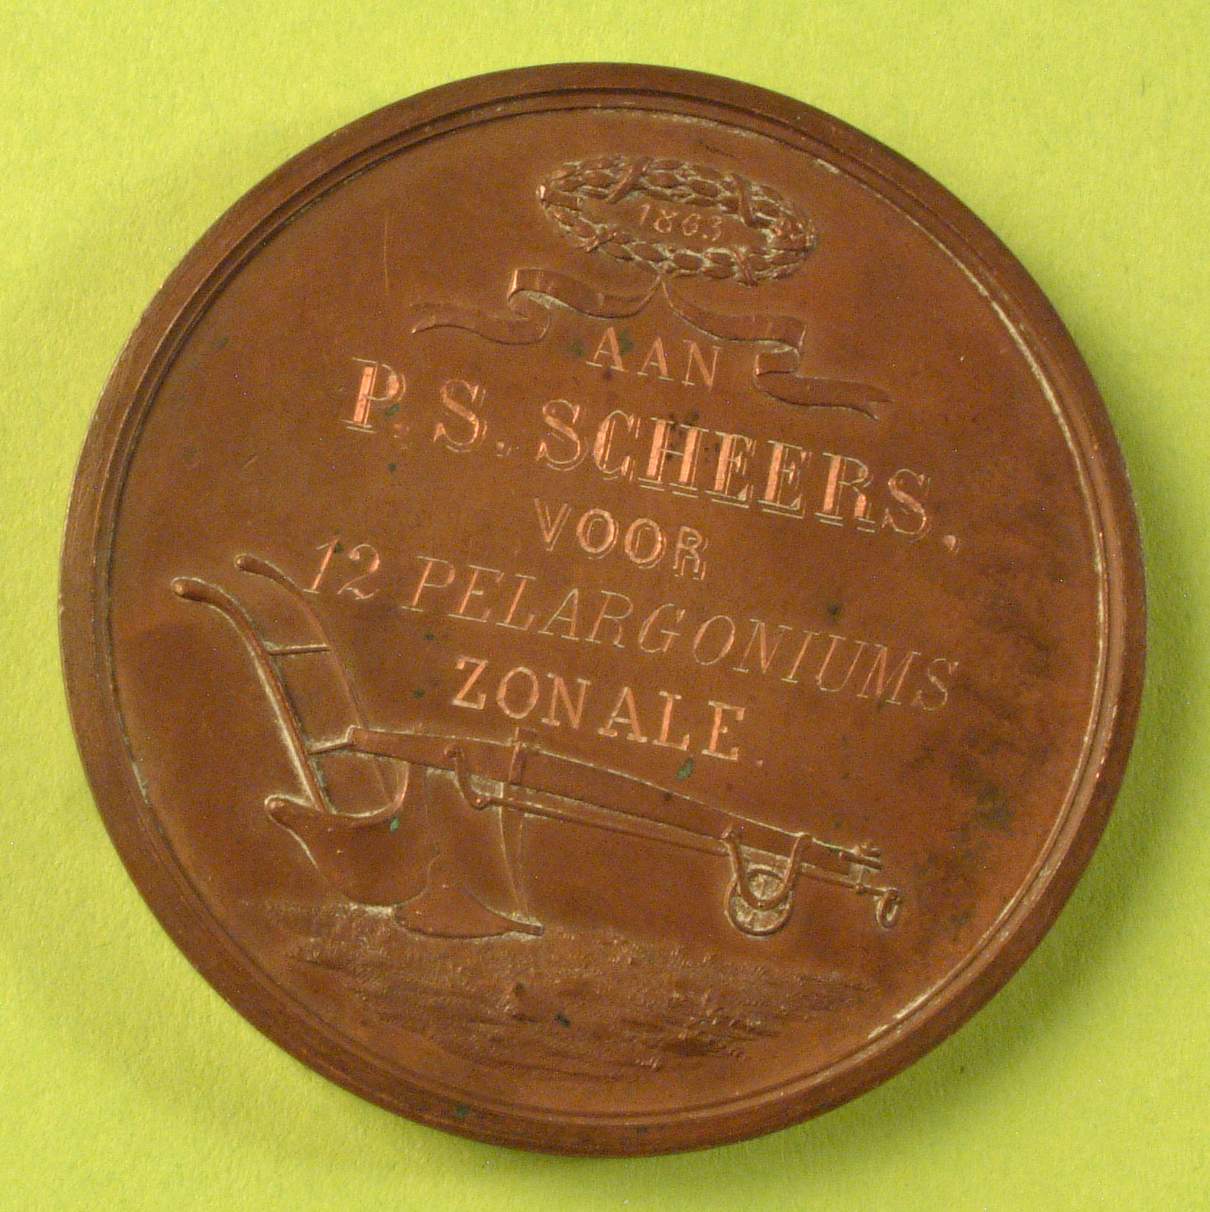 1863
AAN
P. S. SCHEERS.
VOOR
12 PELARGONIUMS
ZONALE.